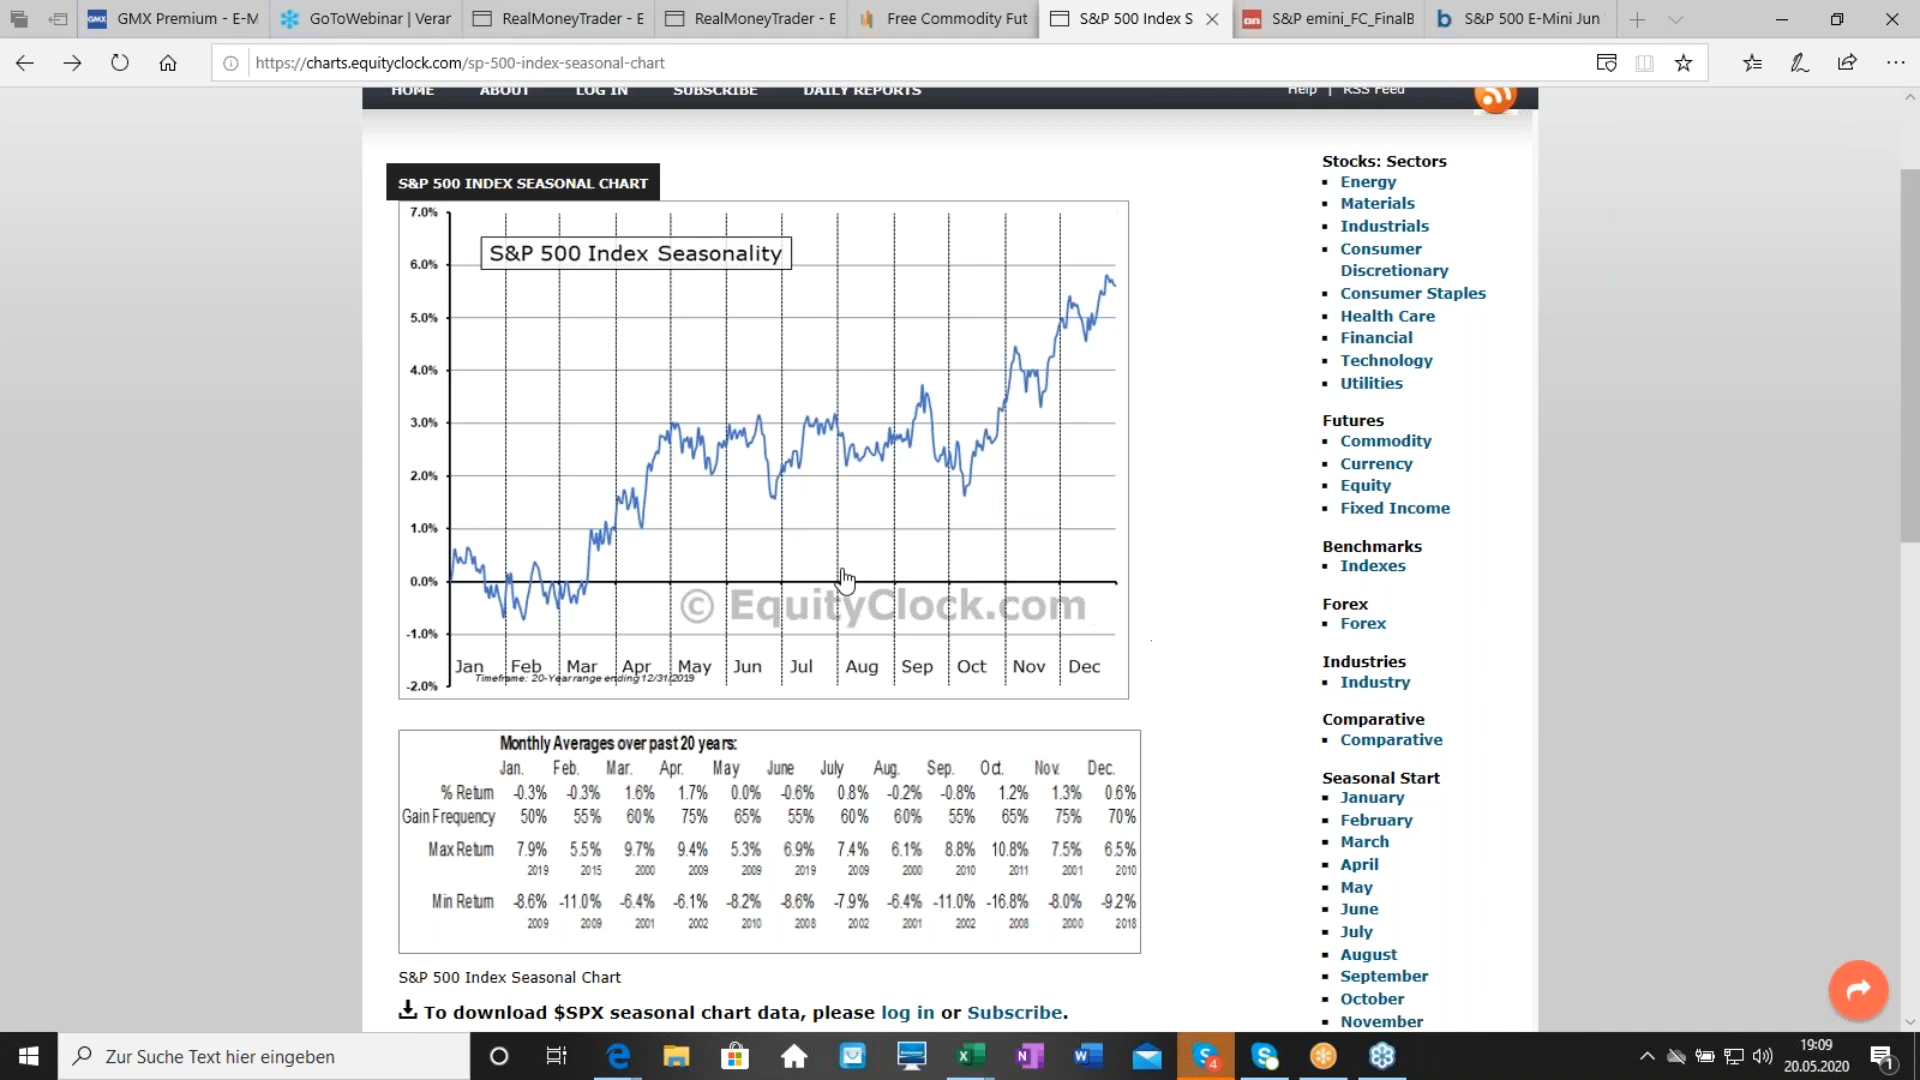 GMX Premium - E-M
GoToWebinar | Verar
RealMoneyTrader - E
RealMoneyTrader - E
Free Commodity Fut
S&P 500 Index S
on
S&P emini_FC_FinalB
b
S&P 500 E-Mini Jun
https://charts.equityclock.com/sp-500-index-seasonal-chart
HOME ABOUT LOG IN SUBSCRIBE DAILY REPORTS Help | RSS Feed
S&P 500 INDEX SEASONAL CHART
7.0%
S&P 500 Index Seasonality
6.0%
5.0%
4.0%
3.0%
2.0%
1.0%
0.0%
© EquityClock.com
-1.0%
Jan Feb Mar Apr May Jun Jul Aug Sep Oct Nov Dec
Timeframe: 20-Year range ending 12/31/2019
-2.0%
Monthly Averages over past 20 years:
Jan. Feb. Mar. Apr. May June July Aug. Sep. Oct. Nov. Dec.
% Return -0.3% -0.3% 1.6% 1.7% 0.0% -0.6% 0.8% -0.2% -0.8% 1.2% 1.3% 0.6%
Gain Frequency 50% 55% 60% 75% 65% 55% 60% 60% 55% 65% 75% 70%
Max Return 7.9% 5.5% 9.7% 9.4% 5.3% 6.9% 7.4% 6.1% 8.8% 10.8% 7.5% 6.5%
2019 2015 2000 2009 2009 2019 2009 2000 2010 2011 2001 2010
Min Return -8.6% -11.0% -6.4% -6.1% -8.2% -8.6% -7.9% -6.4% -11.0% -16.8% -8.0% -9.2%
2009 2009 2001 2002 2010 2008 2002 2001 2002 2008 2000 2018
S&P 500 Index Seasonal Chart
To download $SPX seasonal chart data, please log in or Subscribe.
Stocks: Sectors
Energy
Materials
Industrials
Consumer
Discretionary
Consumer Staples
Health Care
Financial
Technology
Utilities
Futures
Commodity
Currency
Equity
Fixed Income
Benchmarks
Indexes
Forex
Forex
Industries
Industry
Comparative
Comparative
Seasonal Start
January
February
March
April
May
June
July
August
September
October
November
Zur Suche Text hier eingeben
4
19:09
20.05.2020
1